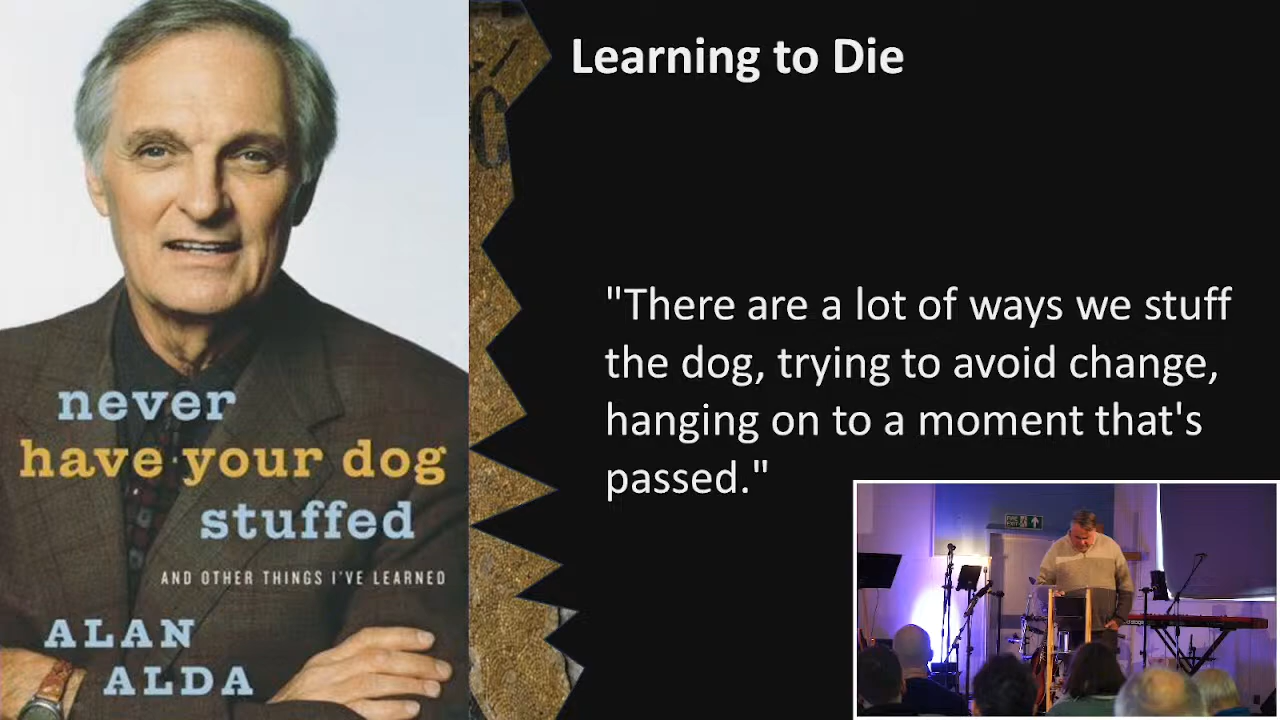 Learning to Die
"There are a lot of ways we stuff
the dog, trying to avoid change,
hanging on to a moment that's
passed."
never
have your dog
stuffed
AND OTHER THINGS I'VE LEARNED
ALAN
ALDA